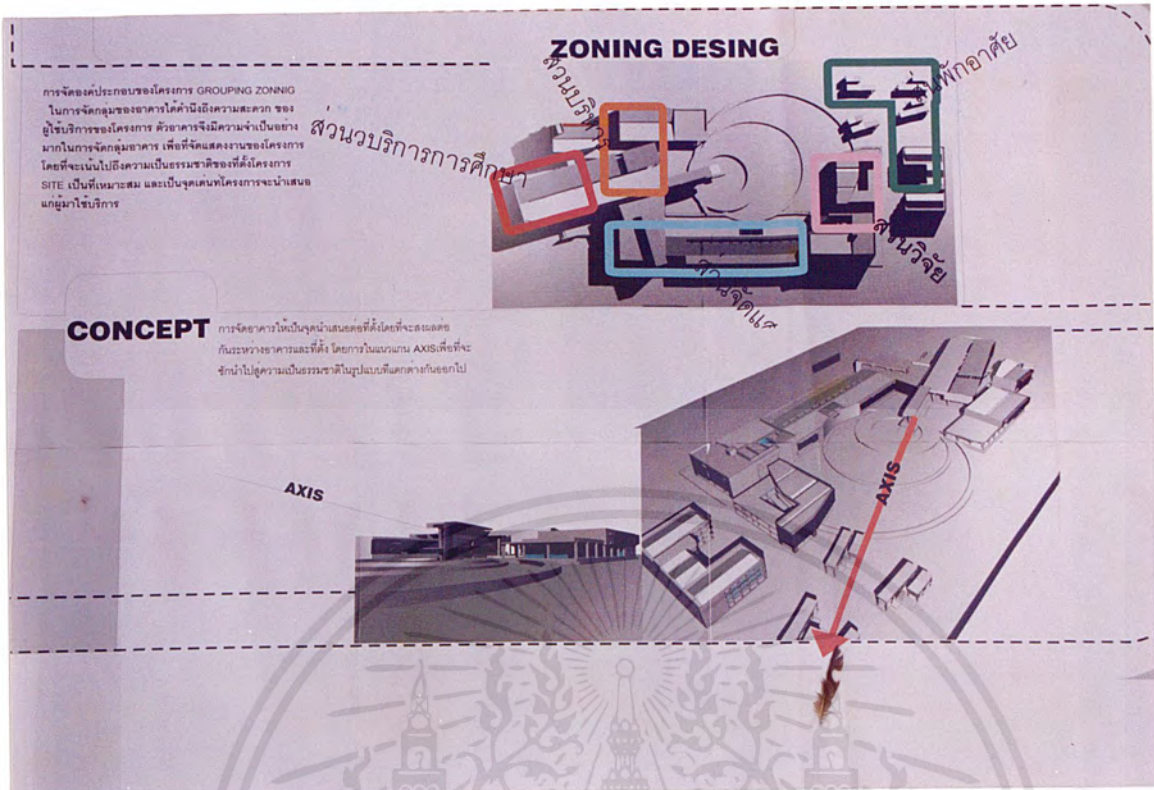 ZONING DESING
การจัดองค์ประกอบของโครงการ GROUPING ZONNIG
ในการจัดกลุ่มของอาคารได้คำนึงถึงความสะดวก ของ
ผู้ใช้บริการของโครงการ ตัวอาคารจึงมีความจำเป็นอย่าง
มากในการจัดกลุ่มอาคาร เพื่อที่จัดแสดงงานของโครงการ
โดยที่จะเน้นไปถึงความเป็นธรรมชาติของที่ตั้งโครงการ
SITE เป็นที่เหมาะสม และเป็นจุดเด่นทโครงการจะนำเสนอ
แก่ผู้มาใช้บริการ
ส่วนวบริการการศึกษา
ส่วนบริหาร
นพักอาศัย
ส่วนวิจัย
ส่วนจัดแส
CONCEPT
การจัดอาคารให้เป็นจุดนำเสนอต่อที่ตั้งโดยที่จะส่งผลต่อ
กันระหว่างอาคารและที่ตั้ง โดยการในแนวแกน AXISเพื่อที่จะ
ชักนำไปสู่ความเป็นธรรมชาติในรูปแบบที่แตกต่างกันออกไป
AXIS
AXIS